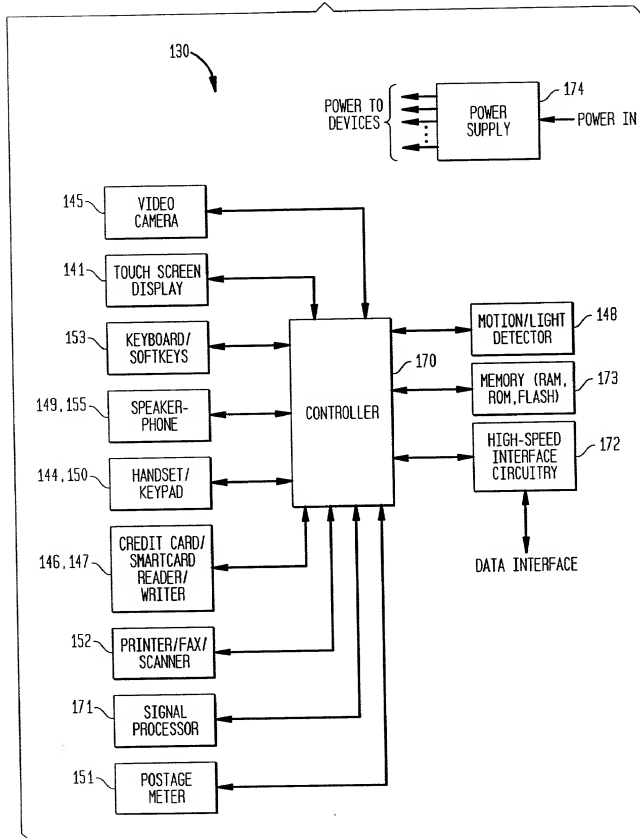 130
POWER TO
DEVICES
POWER
SUPPLY
174
POWER IN
145
VIDEO
CAMERA
141
TOUCH SCREEN
DISPLAY
153
KEYBOARD/
SOFTKEYS
149,155
SPEAKER-
PHONE
144,150
HANDSET/
KEYPAD
146,147
CREDIT CARD/
SMARTCARD
READER/
WRITER
152
PRINTER/FAX/
SCANNER
171
SIGNAL
PROCESSOR
151
POSTAGE
METER
CONTROLLER
170
MOTION/LIGHT
DETECTOR
148
MEMORY (RAM,
ROM,FLASH)
173
HIGH-SPEED
INTERFACE
CIRCUITRY
172
DATA INTERFACE